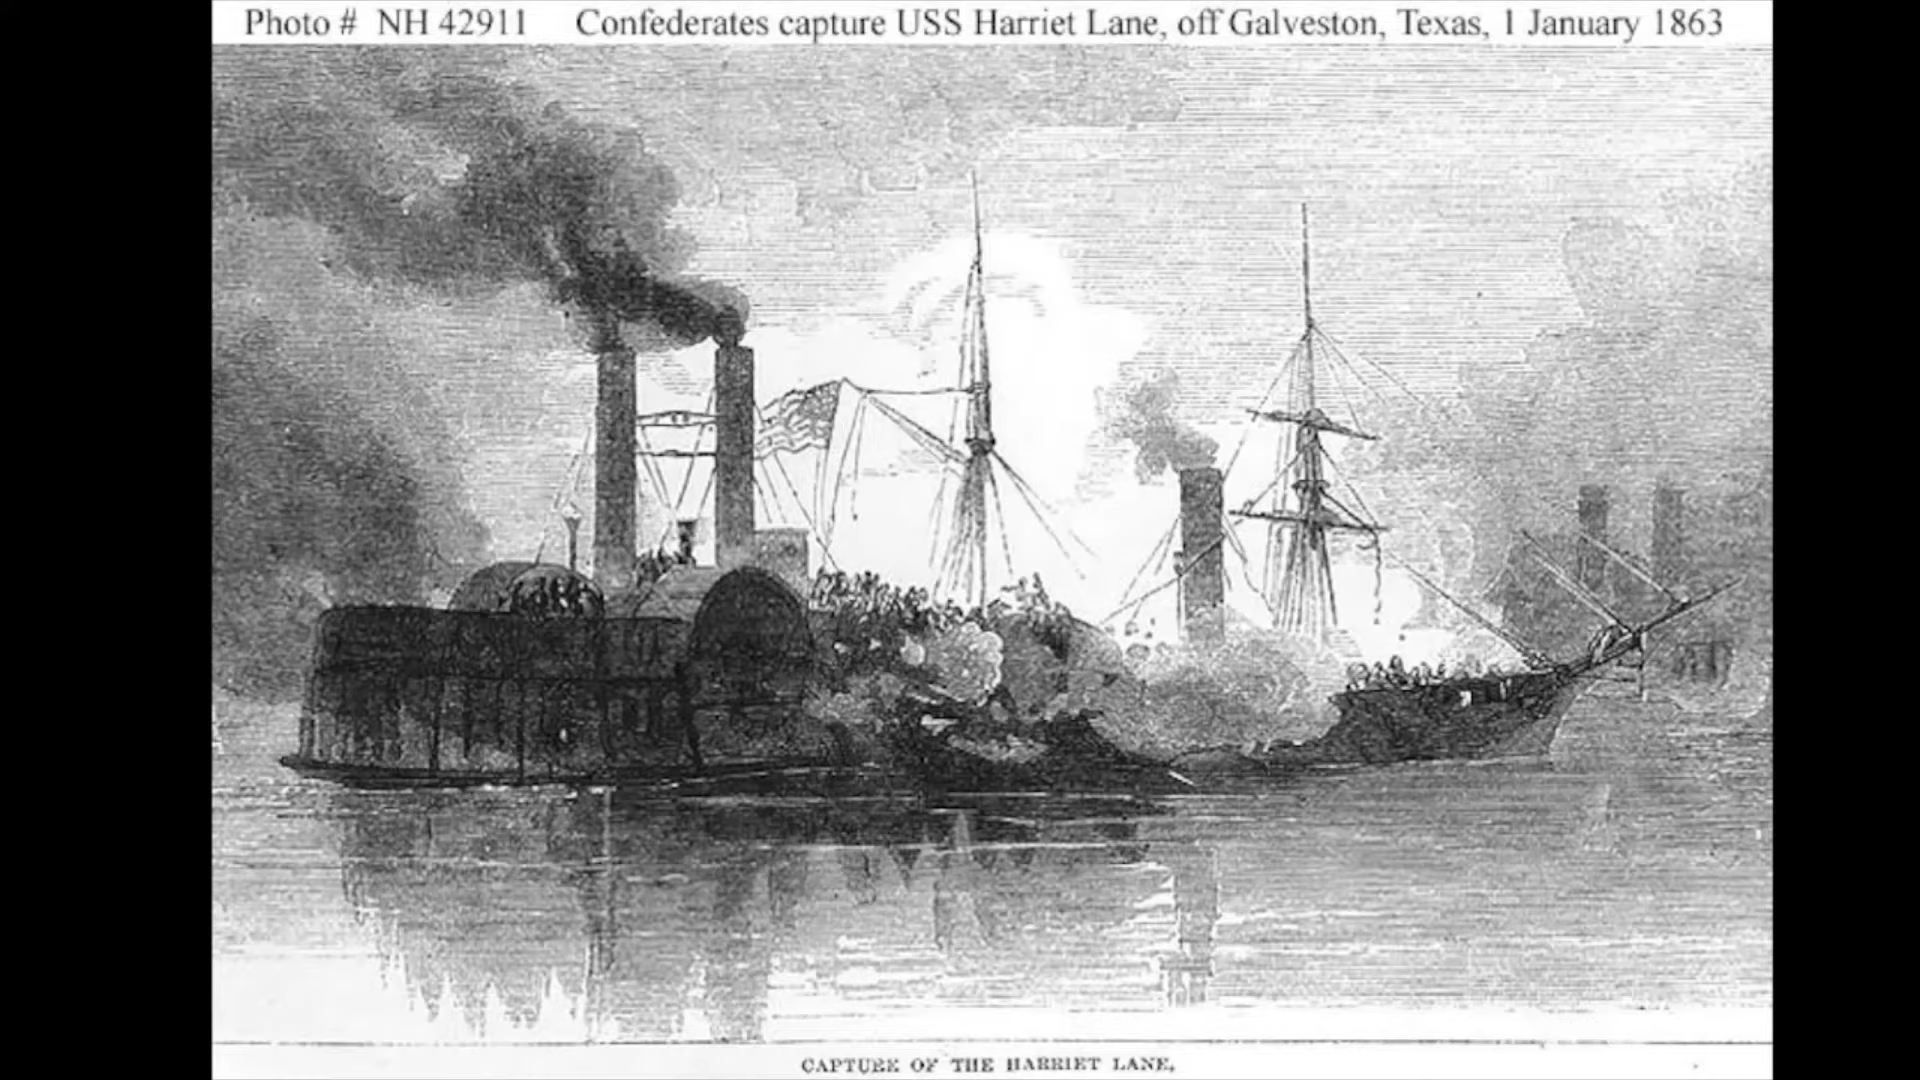 Photo # NH 42911 Confederates capture USS Harriet Lane, off Galveston, Texas, 1 January 1863
CAPTURE OF THE HARRIET LANE,